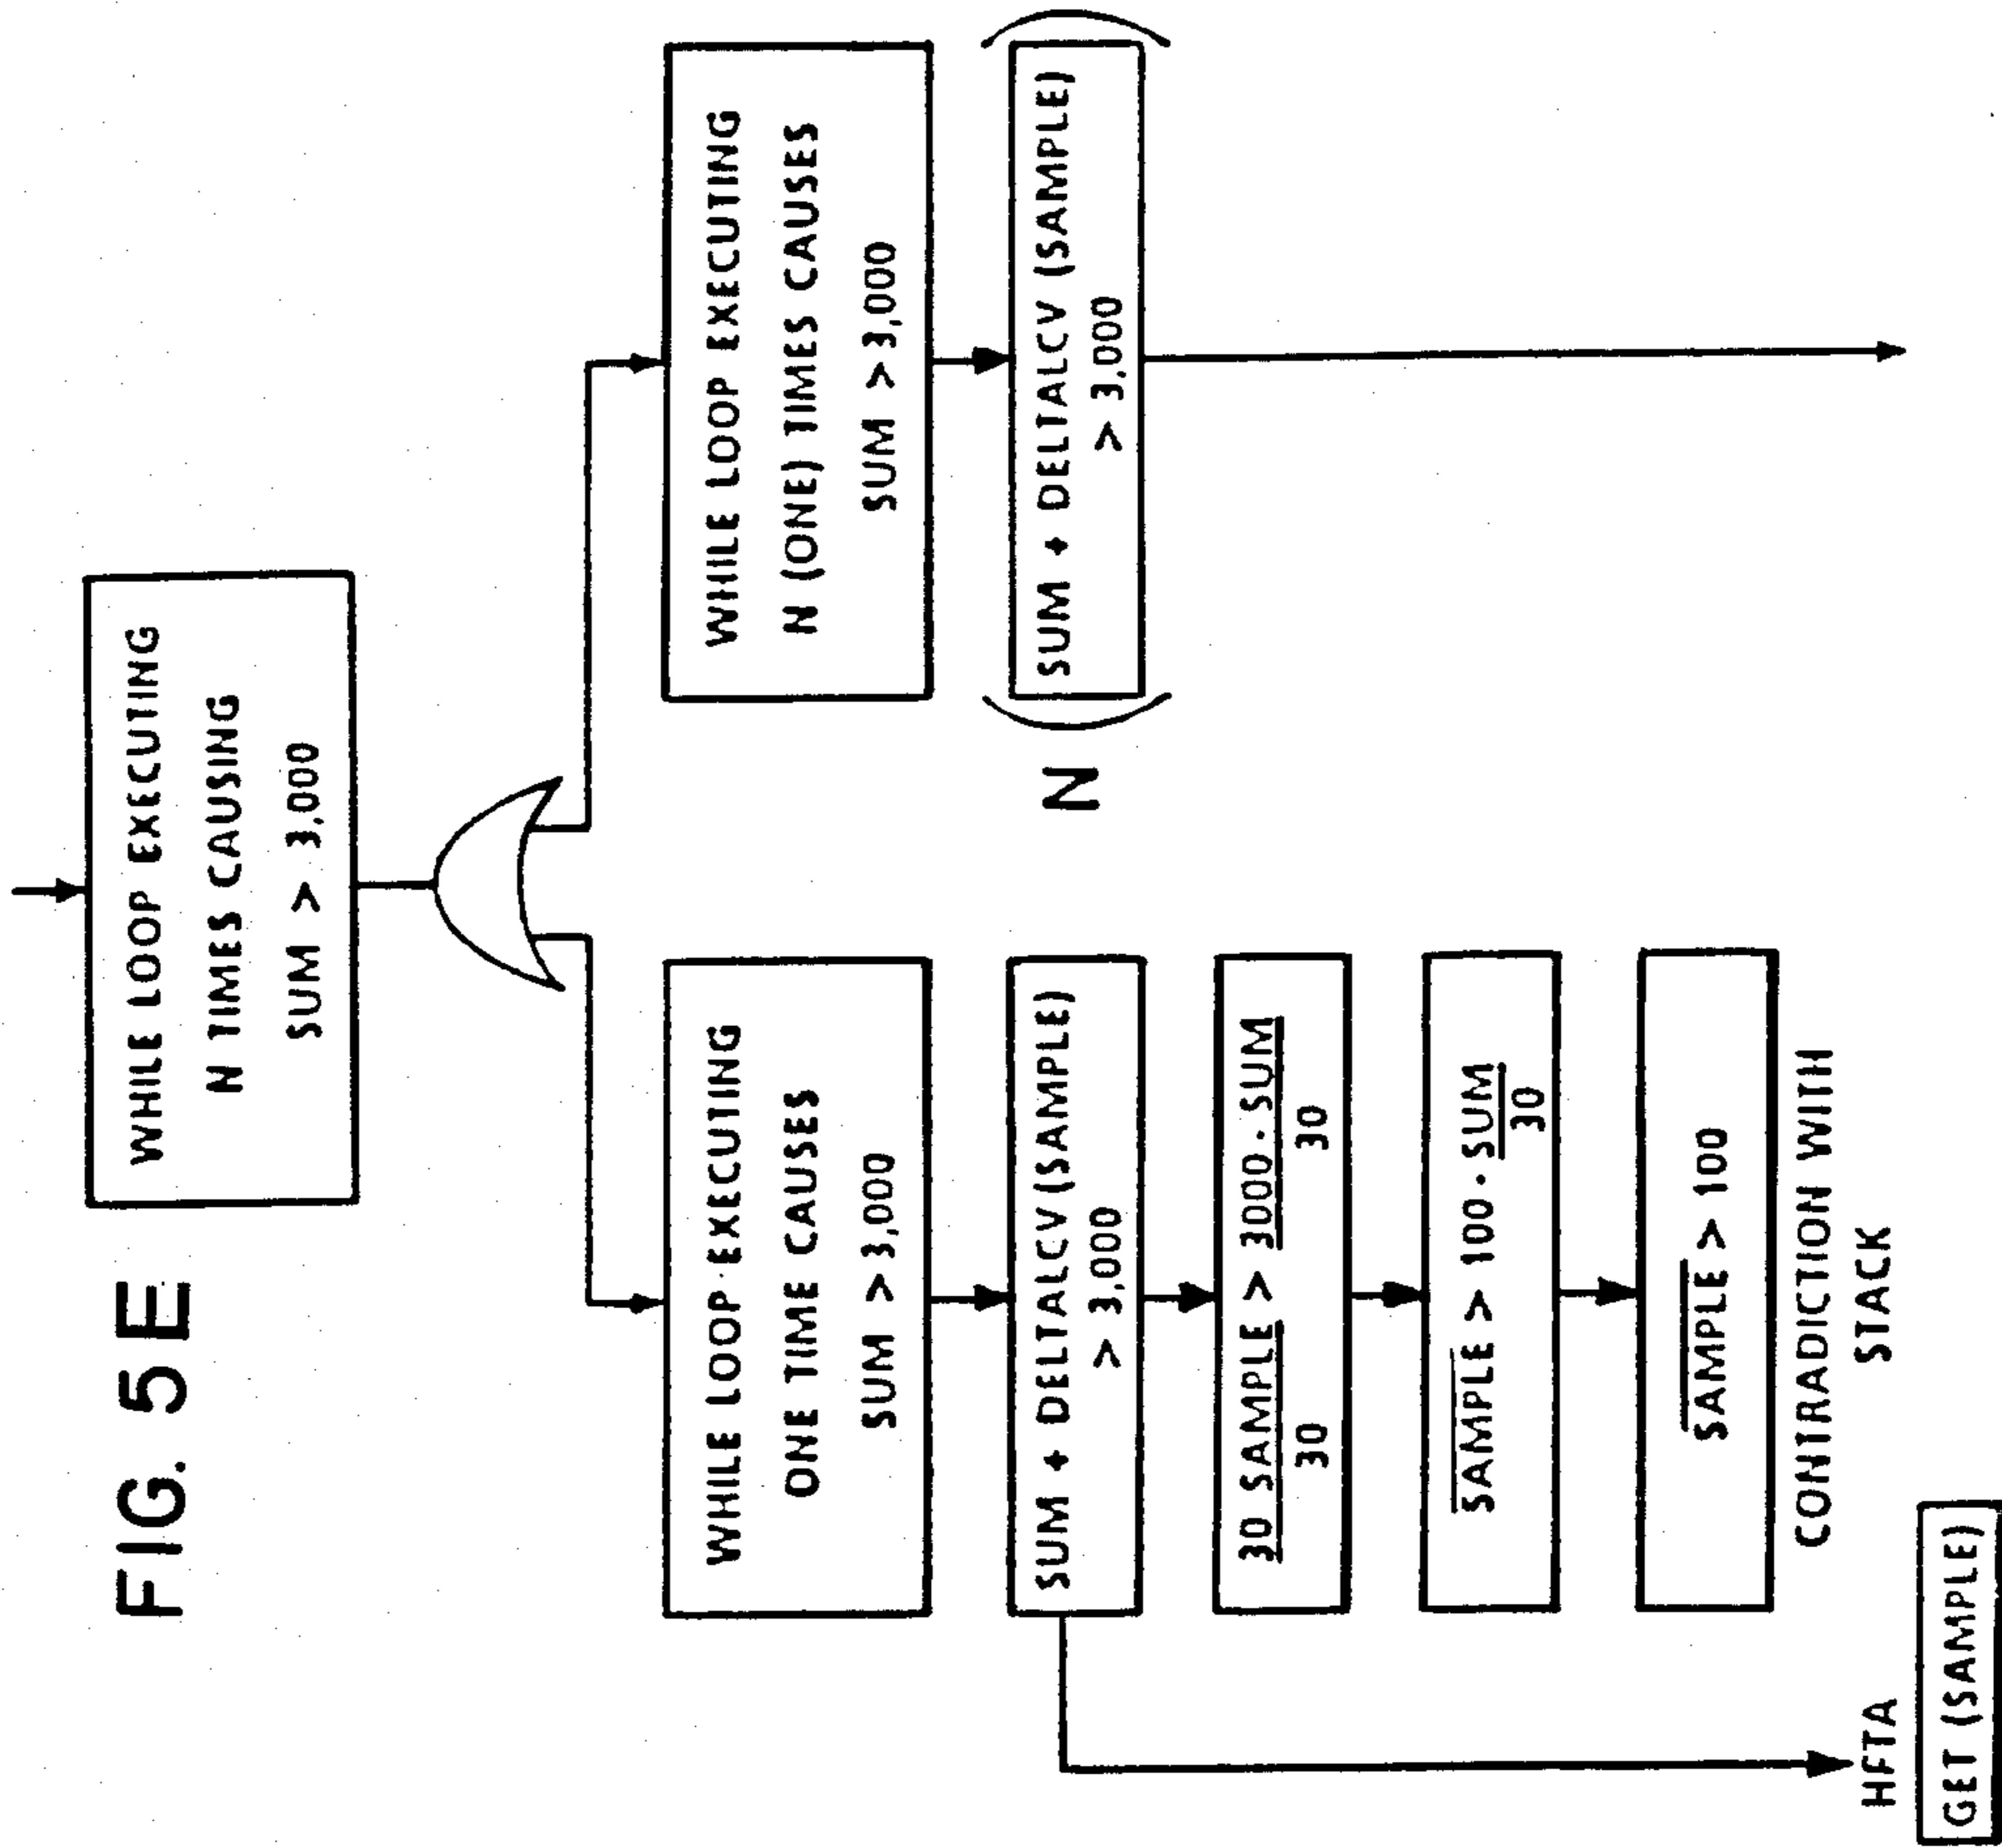 FIG. 5E
WHILE LOOP EXECUTING
N TIMES CAUSING
SUM > 3,000
WHILE LOOP EXECUTING
ONE TIME CAUSES
SUM > 3,000
WHILE LOOP EXECUTING
N (ONE) TIMES CAUSES
SUM > 3,000
SUM + DELTALCV (SAMPLE)
> 3,000
N
SUM + DELTALCV (SAMPLE)
> 3,000
30 SAMPLE > 3000 · SUM
30 30
SAMPLE > 100 · SUM
30
SAMPLE > 100
CONTRADICTION WITH
STACK
HFTA
GET (SAMPLE)